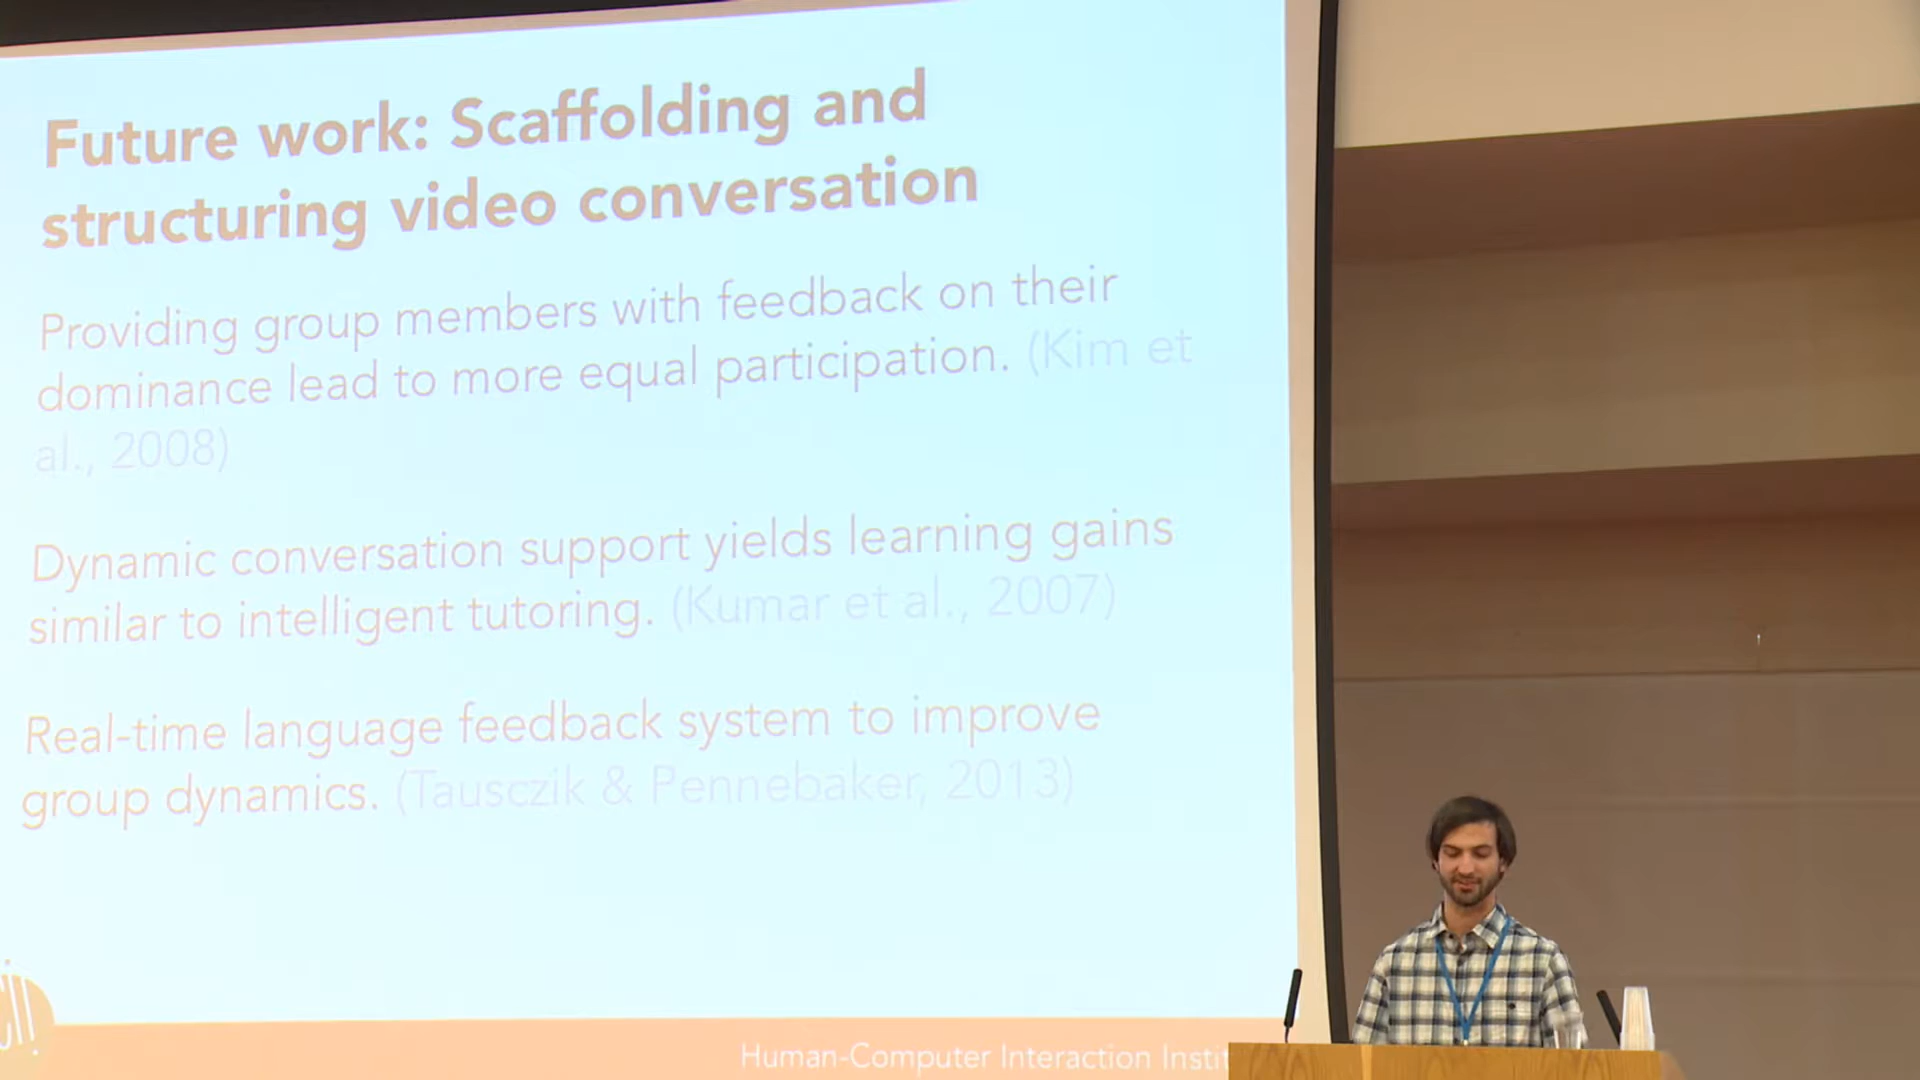 Future work: Scaffolding and
structuring video conversation
Providing group members with feedback on their
dominance lead to more equal participation. (Kim et
al., 2008)
Dynamic conversation support yields learning gains
similar to intelligent tutoring. (Kumar et al., 2007)
Real-time language feedback system to improve
group dynamics. (Tausczik & Pennebaker, 2013)
Human-Computer Interaction Instit